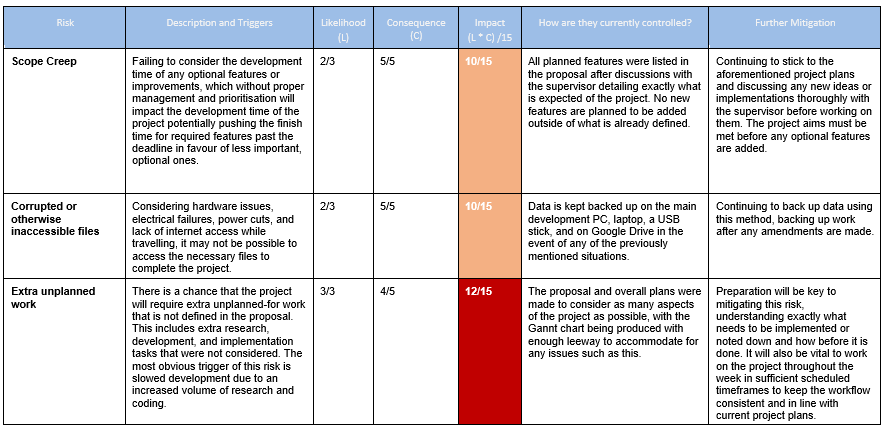 Risk
Description and Triggers
Likelihood
(L)
Consequence
(C)
Impact
(L * C) /15
How are they currently controlled?
Further Mitigation
Scope Creep
Failing to consider the development
time of any optional features or
improvements, which without proper
management and prioritisation will
impact the development time of the
project potentially pushing the finish
time for required features past the
deadline in favour of less important,
optional ones.
2/3
5/5
10/15
All planned features were listed in
the proposal after discussions with
the supervisor detailing exactly what
is expected of the project. No new
features are planned to be added
outside of what is already defined.
Continuing to stick to the
aforementioned project plans
and discussing any new ideas or
implementations thoroughly with
the supervisor before working on
them. The project aims must be
met before any optional features
are added.
Corrupted or
otherwise
inaccessible files
Considering hardware issues,
electrical failures, power cuts, and
lack of internet access while
travelling, it may not be possible to
access the necessary files to
complete the project.
2/3
5/5
10/15
Data is kept backed up on the main
development PC, laptop, a USB
stick, and on Google Drive in the
event of any of the previously
mentioned situations.
Continuing to back up data using
this method, backing up work
after any amendments are made.
Extra unplanned
work
There is a chance that the project
will require extra unplanned-for work
that is not defined in the proposal.
This includes extra research,
development, and implementation
tasks that were not considered. The
most obvious trigger of this risk is
slowed development due to an
increased volume of research and
coding.
3/3
4/5
12/15
The proposal and overall plans were
made to consider as many aspects
of the project as possible, with the
Gannt chart being produced with
enough leeway to accommodate for
any issues such as this.
Preparation will be key to
mitigating this risk,
understanding exactly what
needs to be implemented or
noted down and how before it is
done. It will also be vital to work
on the project throughout the
week in sufficient scheduled
timeframes to keep the workflow
consistent and in line with
current project plans.